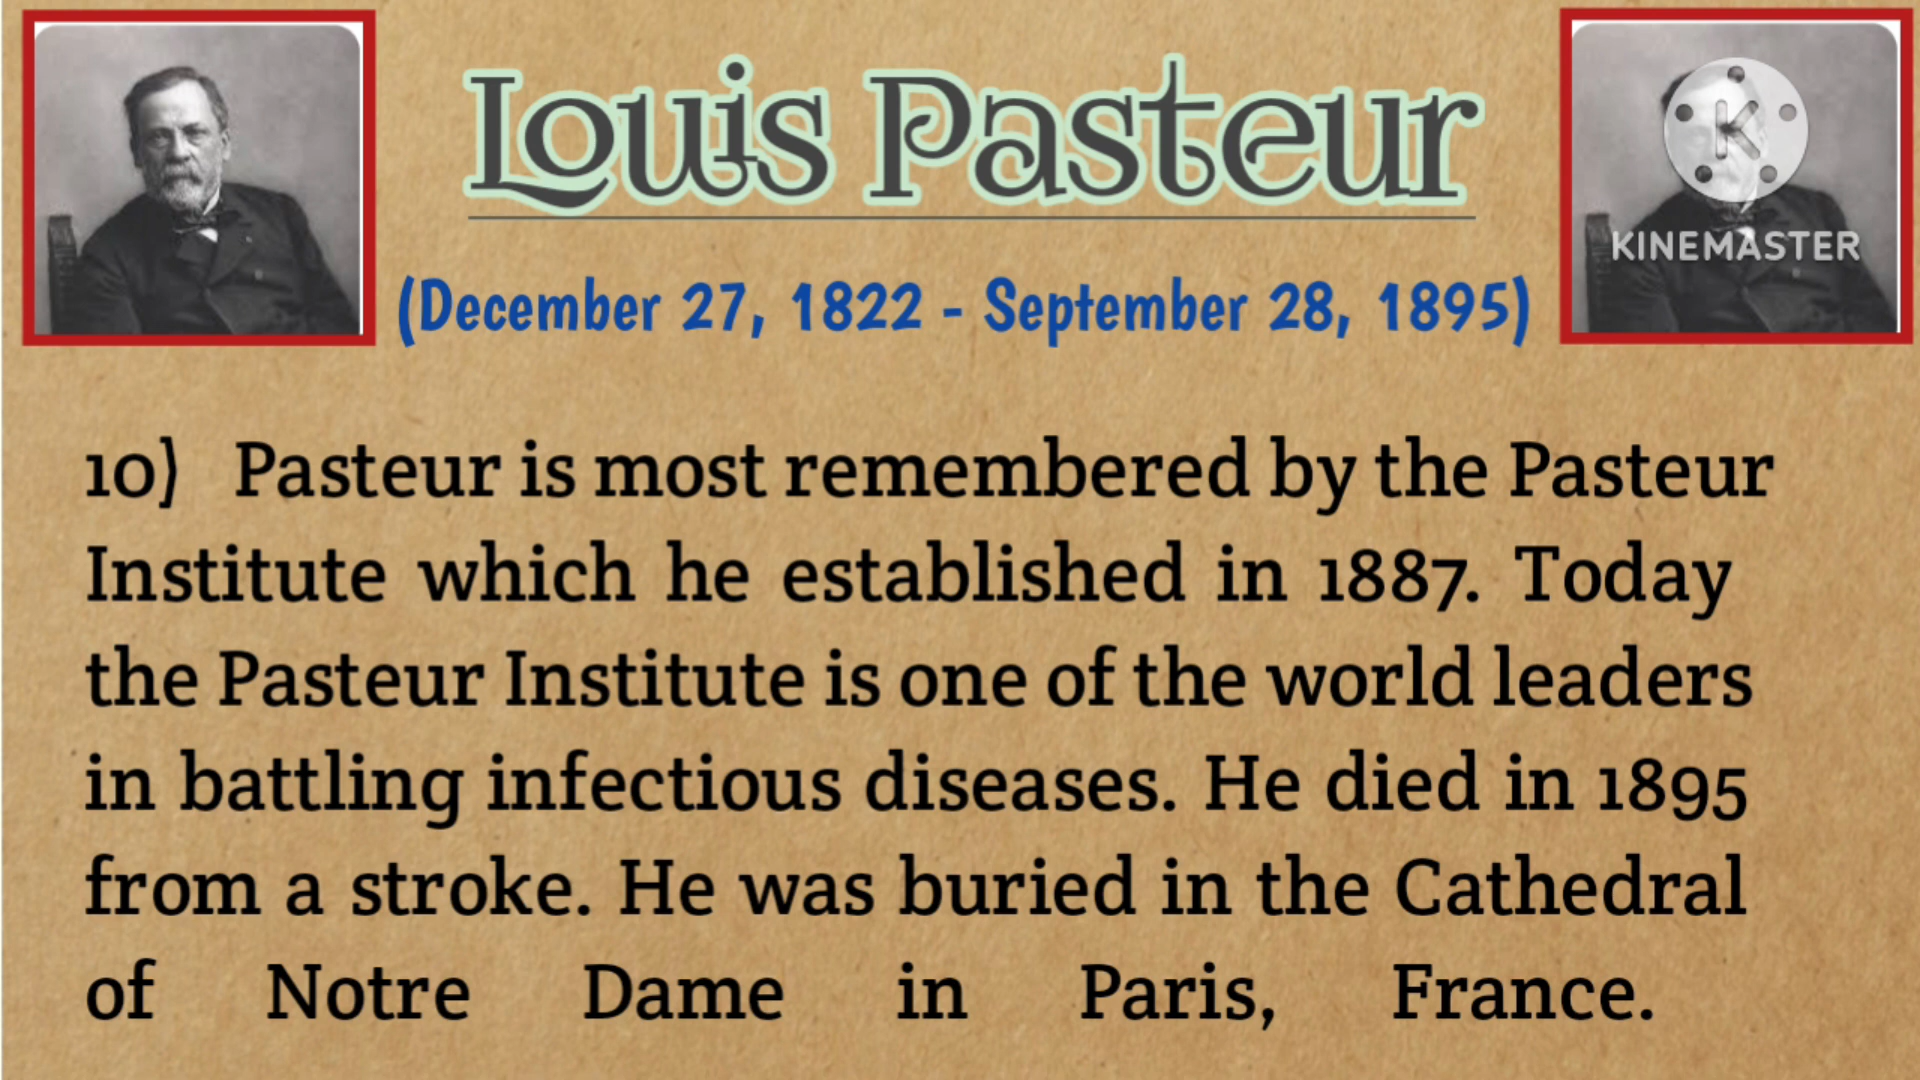 Louis Pasteur
(December 27, 1822 - September 28, 1895)
K
KINEMASTER
10) Pasteur is most remembered by the Pasteur
Institute which he established in 1887. Today
the Pasteur Institute is one of the world leaders
in battling infectious diseases. He died in 1895
from a stroke. He was buried in the Cathedral
of Notre Dame in Paris, France.